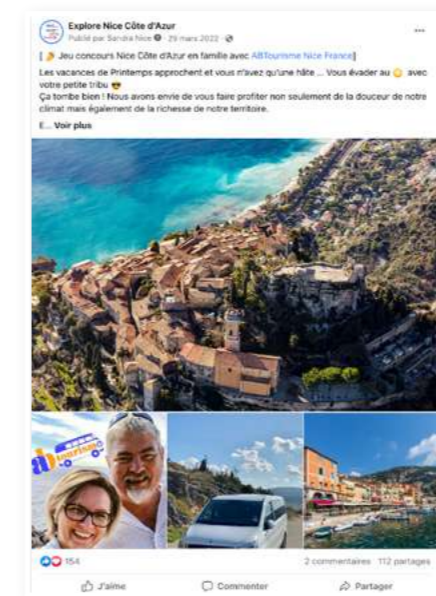 Explore Nice Côte d'Azur
Publié par Sandra Nice · 29 mars 2022 ·
[ 🤌 Jeu concours Nice Côte d'Azur en famille avec ABTourisme Nice France]
Les vacances de Printemps approchent et vous n'avez qu'une hâte ... Vous évader au 🌞 avec
votre petite tribu 😎
Ça tombe bien ! Nous avons envie de vous faire profiter non seulement de la douceur de notre
climat mais également de la richesse de notre territoire.
E... Voir plus
ab tourisme
154
2 commentaires 112 partages
J'aime
Commenter
Partager